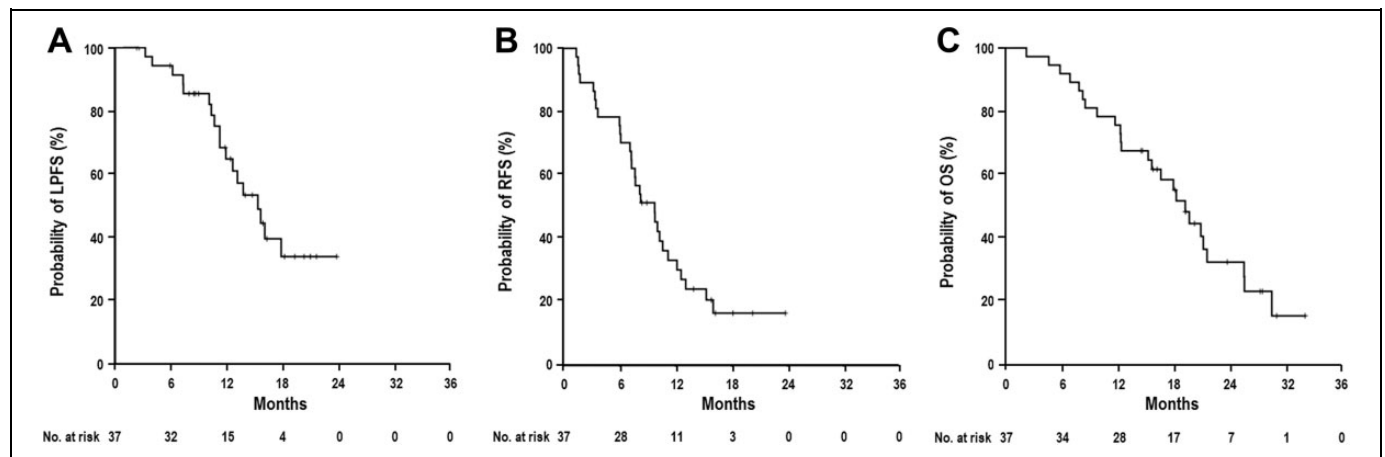 A
Probability of LPFS (%)
100
80
60
40
20
0
0 6 12 18 24 32 36
Months
No. at risk 37 32 15 4 0 0 0
B
Probability of RFS (%)
100
80
60
40
20
0
0 6 12 18 24 32 36
Months
No. at risk 37 28 11 3 0 0 0
C
Probability of OS (%)
100
80
60
40
20
0
0 6 12 18 24 32 36
Months
No. at risk 37 34 28 17 7 1 0